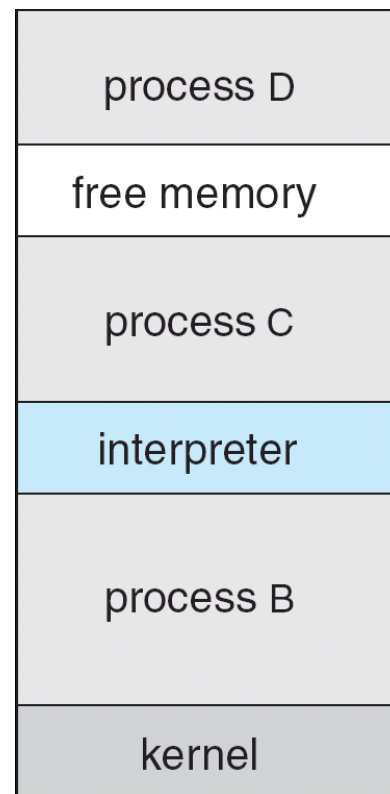 process D
free memory
process C
interpreter
process B
kernel